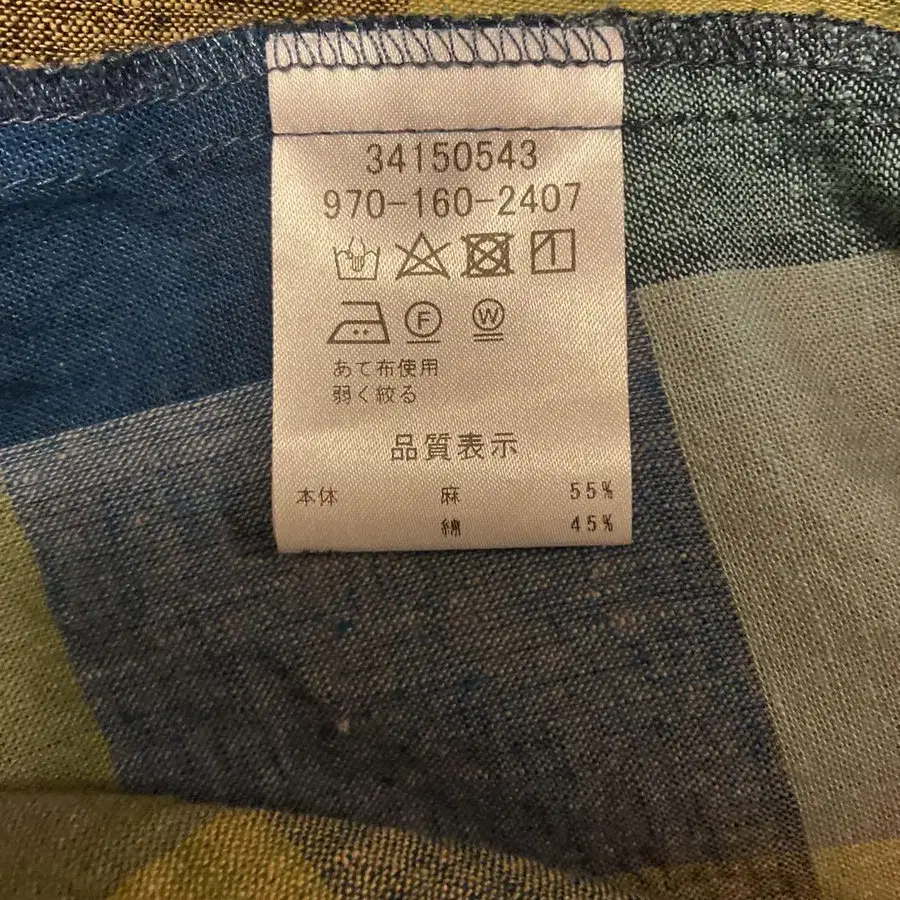 34150543
970-160-2407
F W
あて布使用
弱く絞る
品質表示
本体 麻 55%
綿 45%